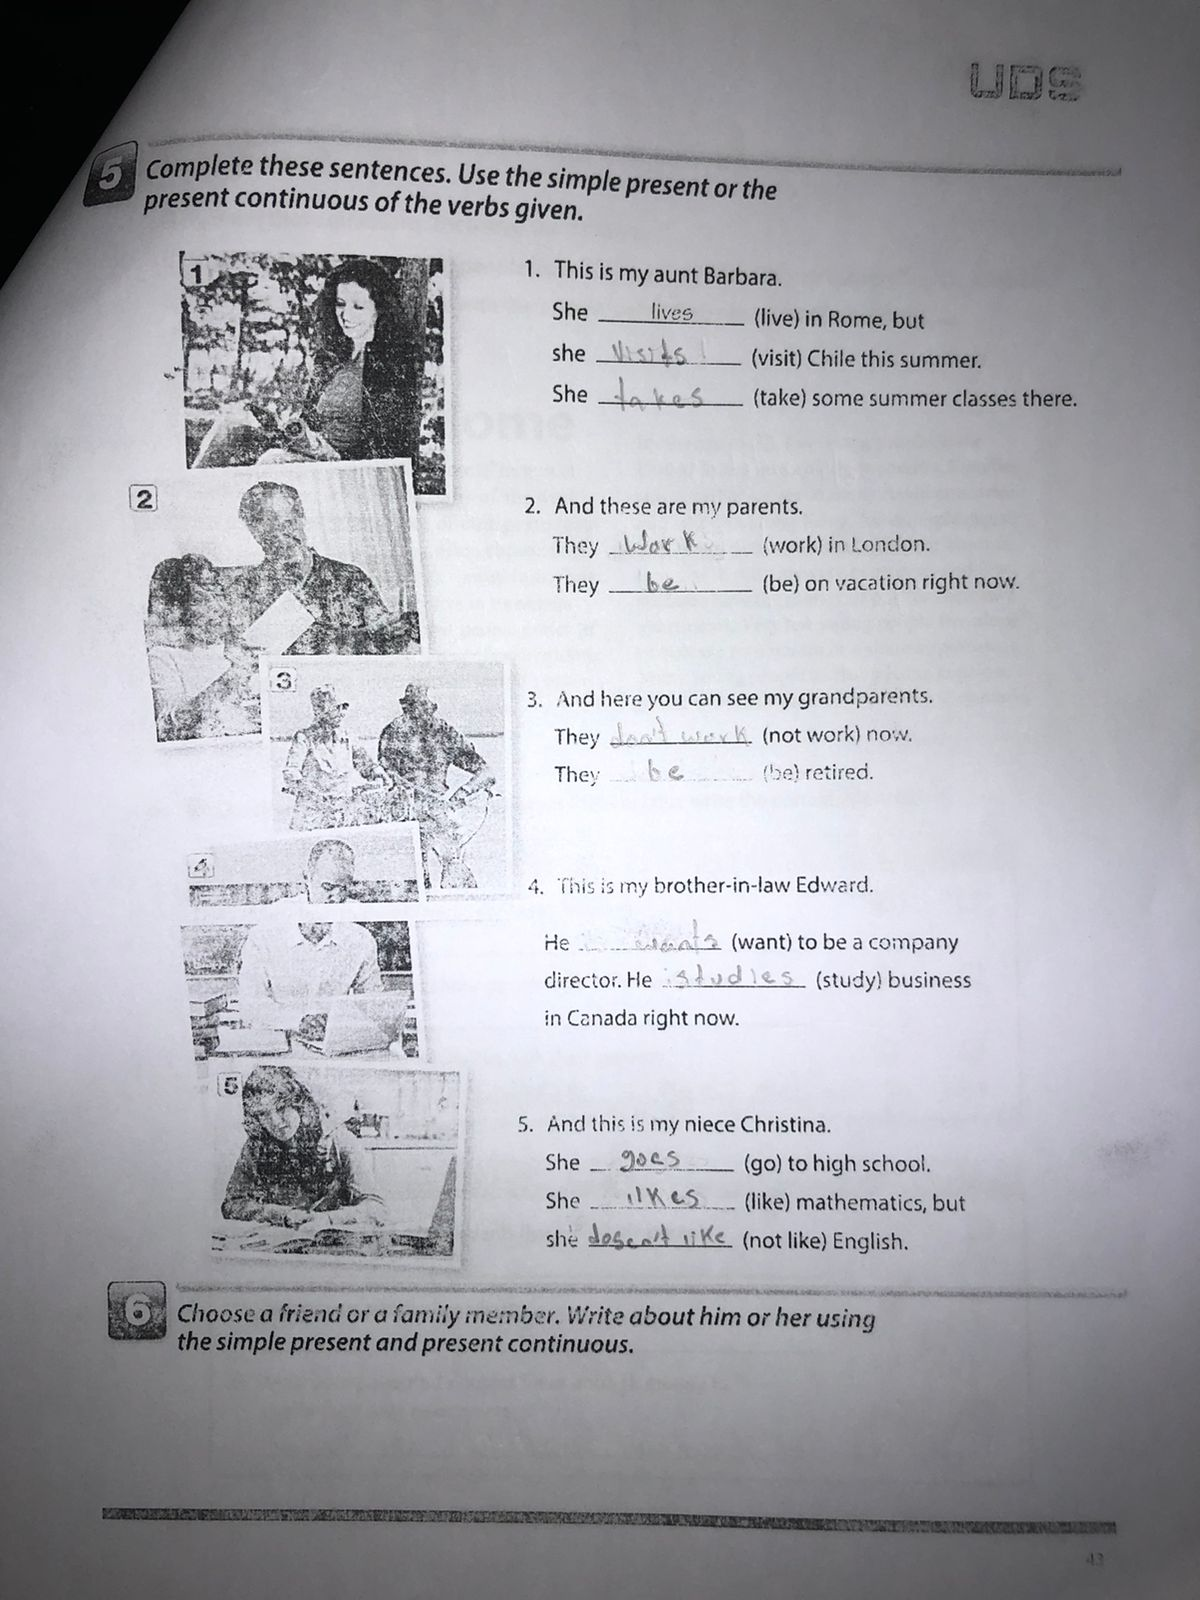 UDS
5 Complete these sentences. Use the simple present or the
present continuous of the verbs given.
1
1. This is my aunt Barbara.
She lives (live) in Rome, but
she visits (visit) Chile this summer.
She takes (take) some summer classes there.
2
2. And these are my parents.
They work (work) in London.
They be (be) on vacation right now.
3
3. And here you can see my grandparents.
They don't work (not work) now.
They be (be) retired.
4
4. This is my brother-in-law Edward.
He wants (want) to be a company
director. He studies (study) business
in Canada right now.
5
5. And this is my niece Christina.
She goes (go) to high school.
She likes (like) mathematics, but
she doesn't like (not like) English.
6 Choose a friend or a family member. Write about him or her using
the simple present and present continuous.
43